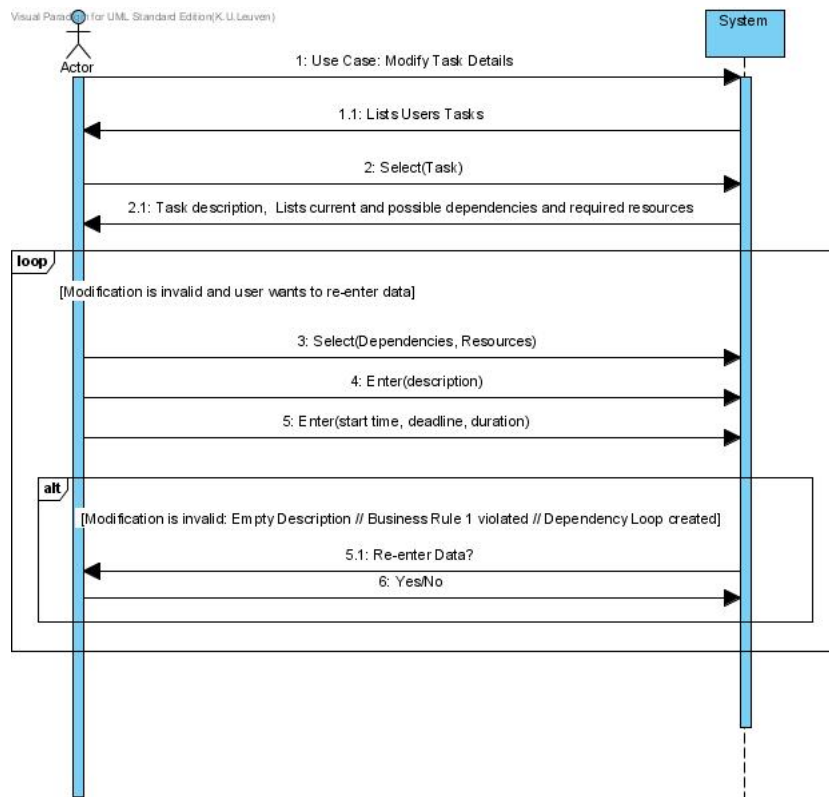 Visual Paradigm for UML Standard Edition(K.U.Leuven)
System
Actor
1: Use Case: Modify Task Details
1.1: Lists Users Tasks
2: Select(Task)
2.1: Task description, Lists current and possible dependencies and required resources
loop
[Modification is invalid and user wants to re-enter data]
3: Select(Dependencies, Resources)
4: Enter(description)
5: Enter(start time, deadline, duration)
alt
[Modification is invalid: Empty Description // Business Rule 1 violated // Dependency Loop created]
5.1: Re-enter Data?
6: Yes/No